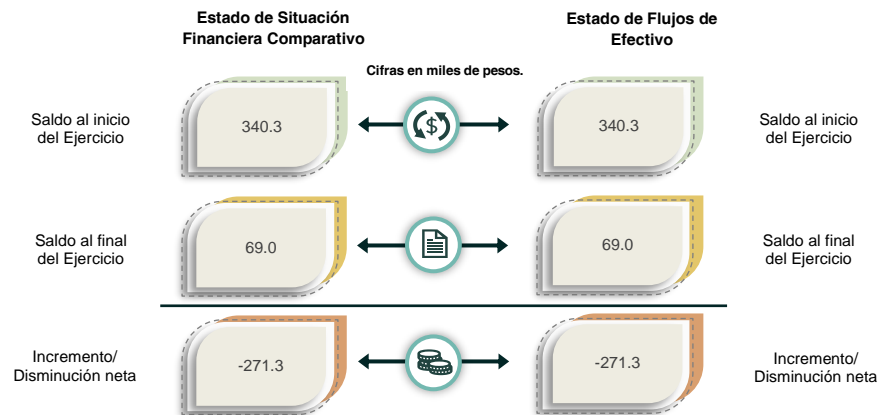 Estado de Situación
Financiera Comparativo
Estado de Flujos de
Efectivo
Cifras en miles de pesos.
Saldo al inicio
del Ejercicio
340.3
$
340.3
Saldo al inicio
del Ejercicio
Saldo al final
del Ejercicio
69.0
69.0
Saldo al final
del Ejercicio
Incremento/
Disminución neta
-271.3
-271.3
Incremento/
Disminución neta